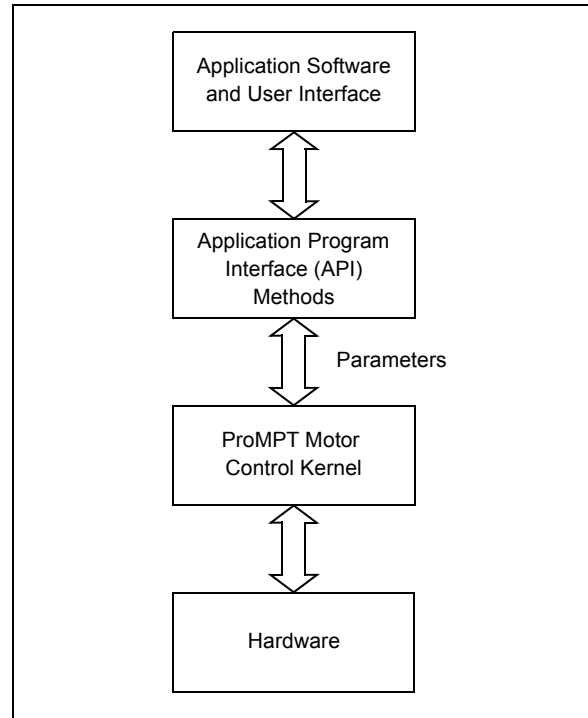 Application Software
and User Interface
Application Program
Interface (API)
Methods
Parameters
ProMPT Motor
Control Kernel
Hardware